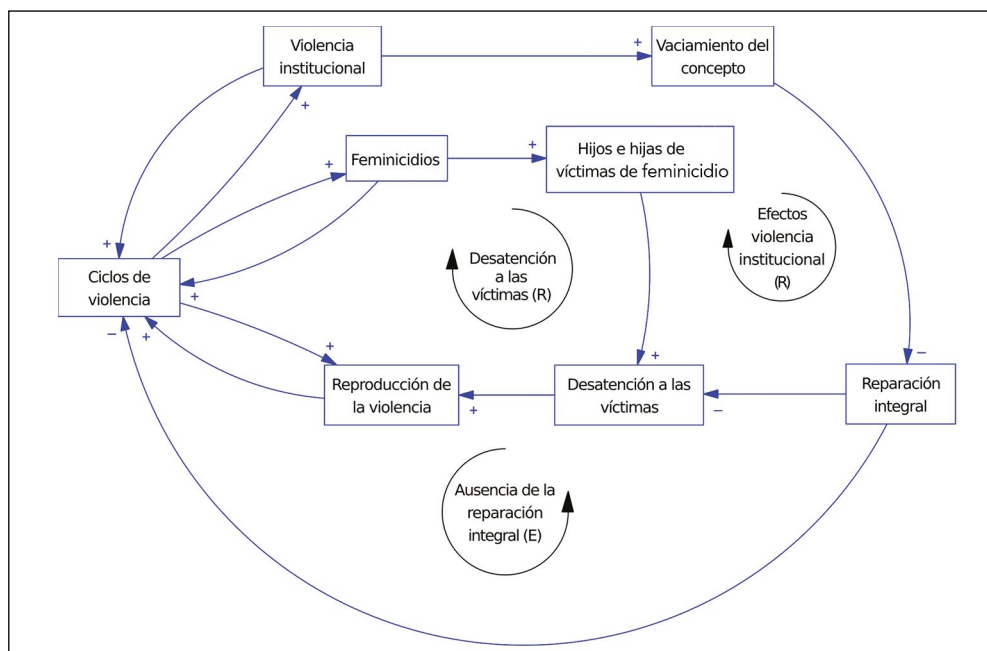 Violencia
institucional
+
+
Vaciamiento del
concepto
+
Feminicidios
+
Hijos e hijas de
víctimas de feminicidio
+
Efectos
violencia
institucional
(R)
Desatención
a las
víctimas (R)
+
Ciclos de
violencia
+
−
+
+
Reproducción de
la violencia
+
+
Desatención a las
víctimas
−
−
Reparación
integral
Ausencia de la
reparación
integral (E)